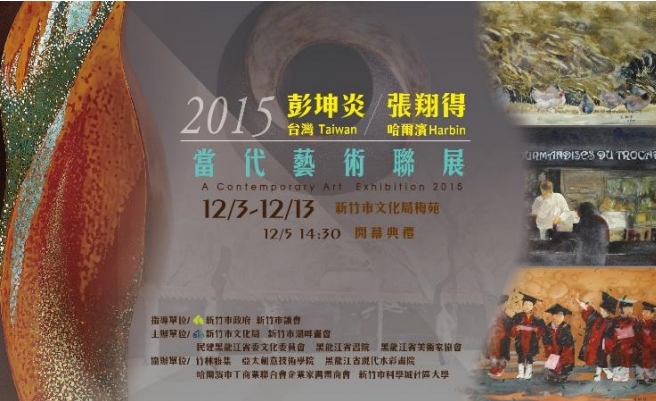 2015 彭坤炎 / 張翔得
台灣 Taiwan 哈爾濱 Harbin
當代藝術聯展
A Contemporary Art Exhibition 2015
12/3-12/13 新竹市文化局梅苑
12/5 14:30 開幕典禮
指導單位/ 新竹市政府 新竹市議會
主辦單位/ 新竹市文化局 新竹市湖畔畫會
民建黑龍江省委文化委員會 黑龍江省書院 黑龍江省美術家協會
協辦單位/ 竹林雅集 亞太創意技術學院 黑龍江省現代水彩畫院
哈爾濱市工商業聯合會企業家商會 新竹市科學城社區大學
URMANDISES DU TROCA